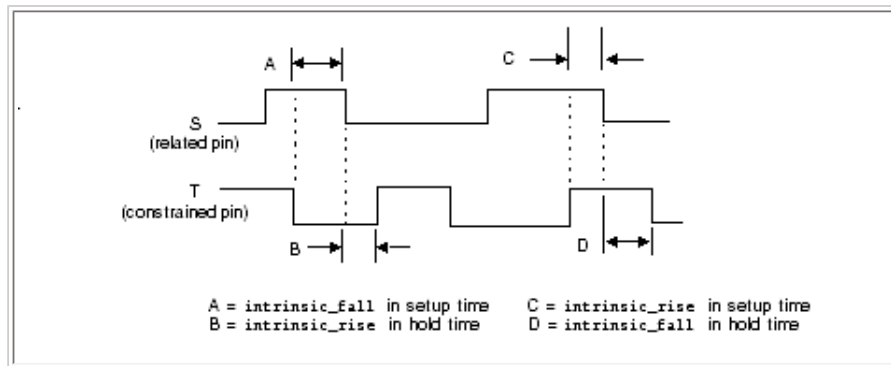 A
C
S
(related pin)
T
(constrained pin)
B
D
A = intrinsic_fall in setup time
C = intrinsic_rise in setup time
B = intrinsic_rise in hold time
D = intrinsic_fall in hold time